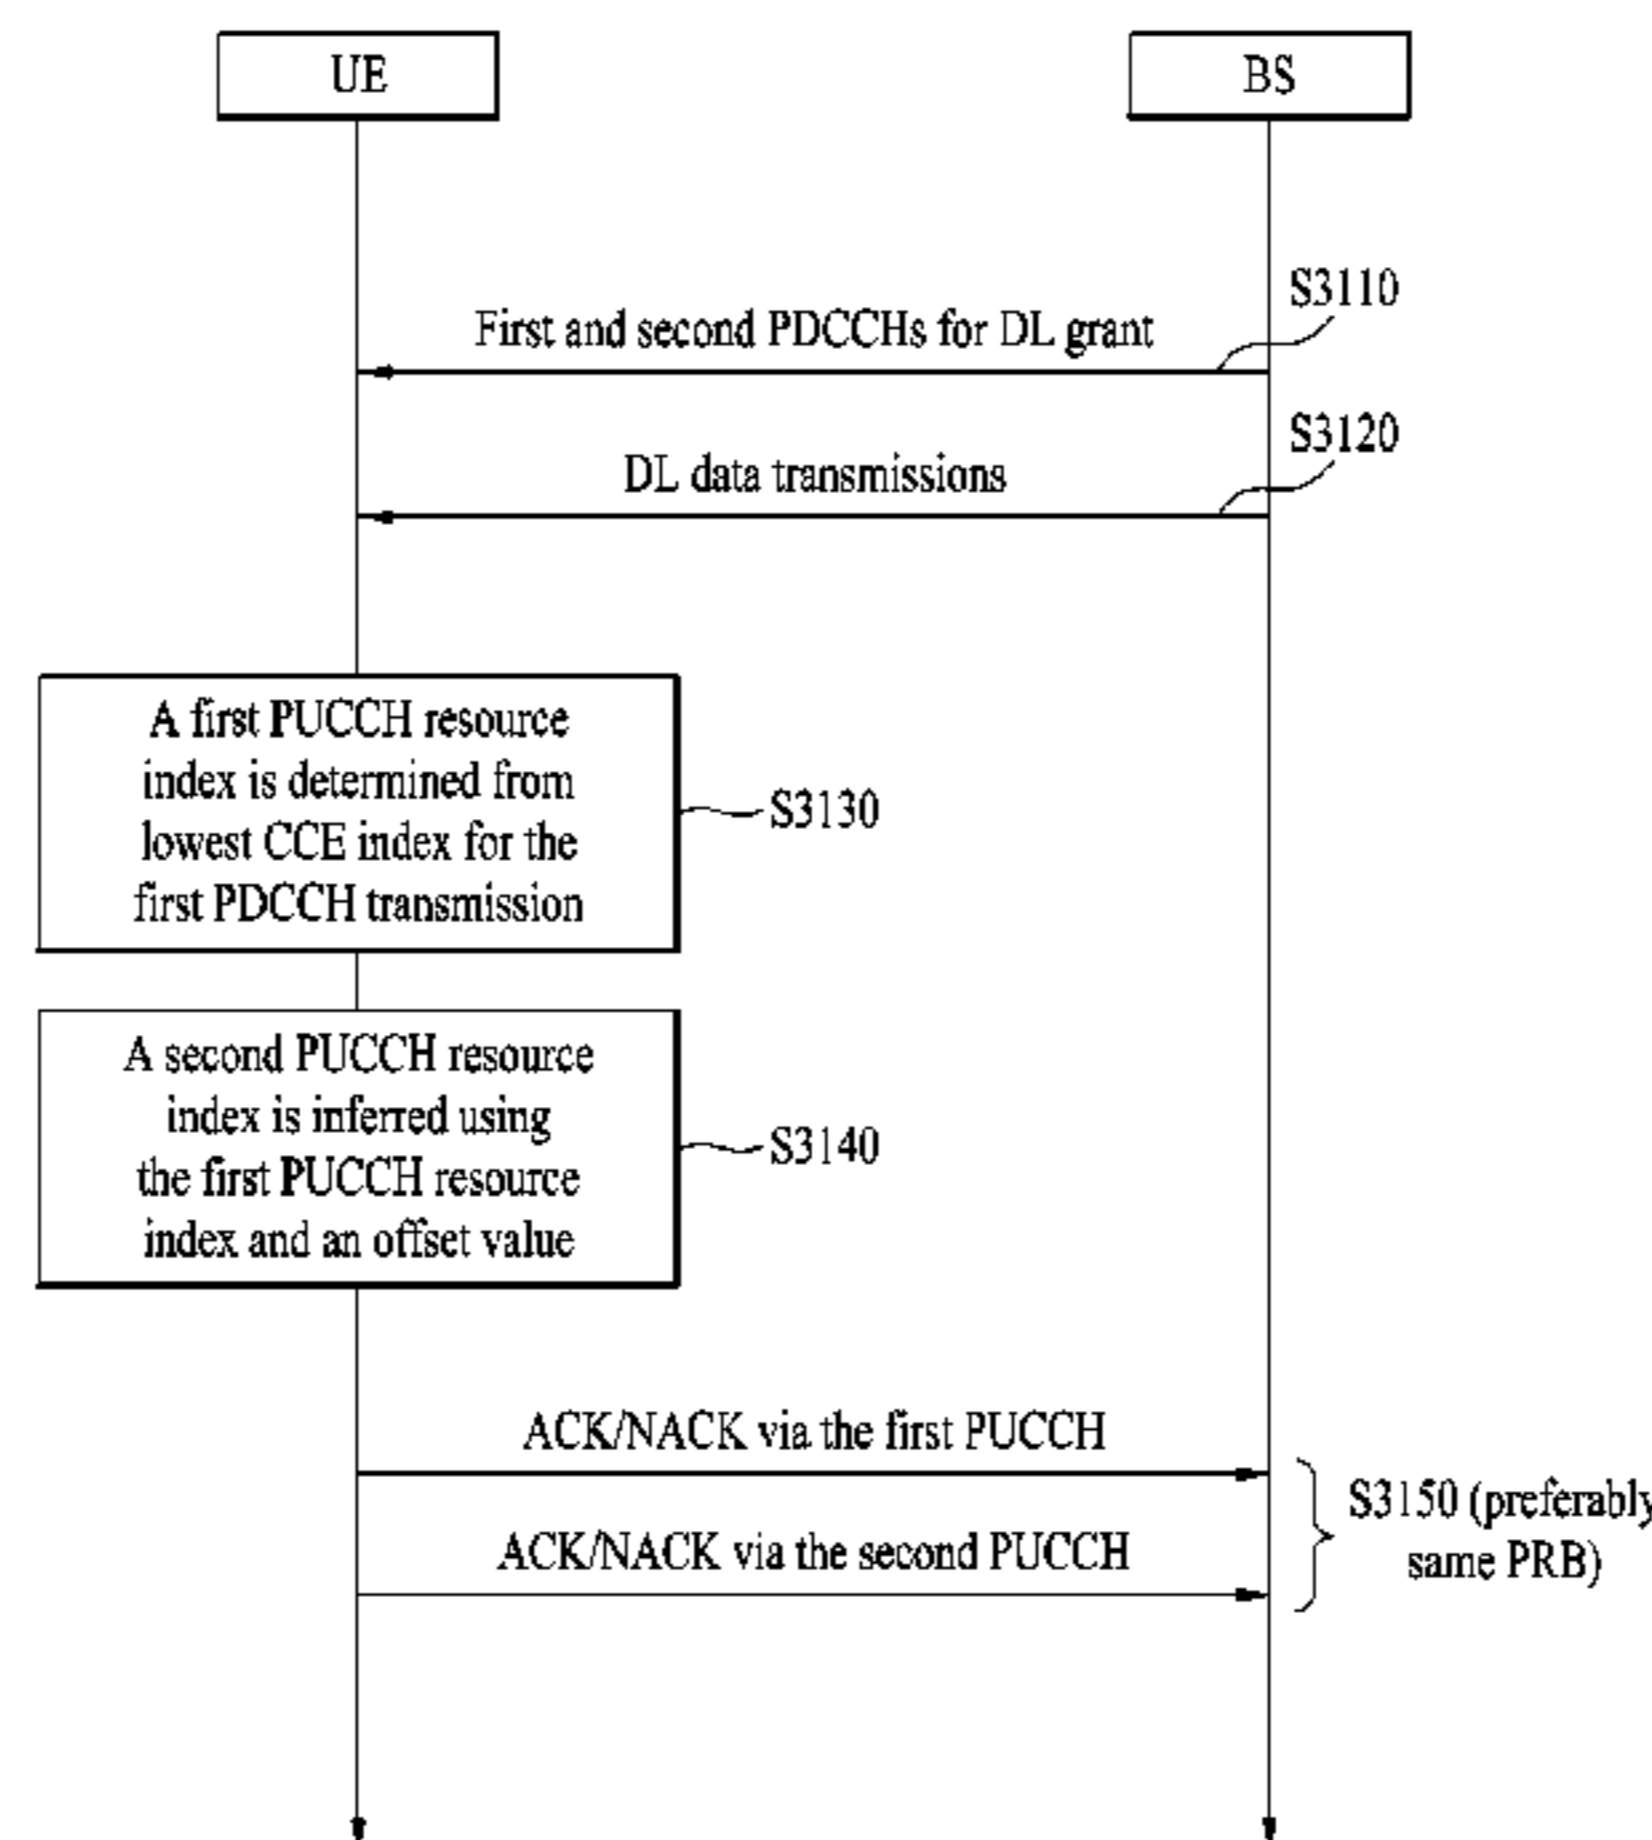 UE
BS
S3110
First and second PDCCHs for DL grant
S3120
DL data transmissions
A first PUCCH resource
index is determined from
lowest CCE index for the
first PDCCH transmission
S3130
A second PUCCH resource
index is inferred using
the first PUCCH resource
index and an offset value
S3140
ACK/NACK via the first PUCCH
ACK/NACK via the second PUCCH
S3150 (preferably
same PRB)